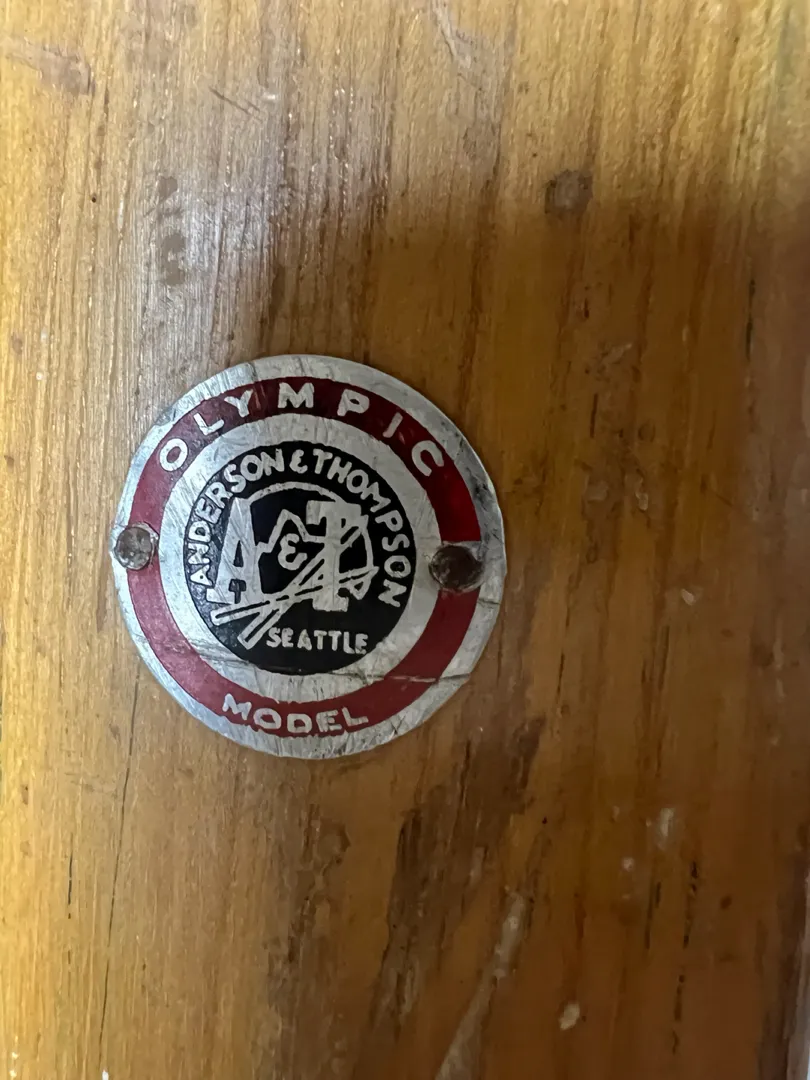 OLYMPIC
ANDERSON & THOMPSON
A&T
SEATTLE
MODEL